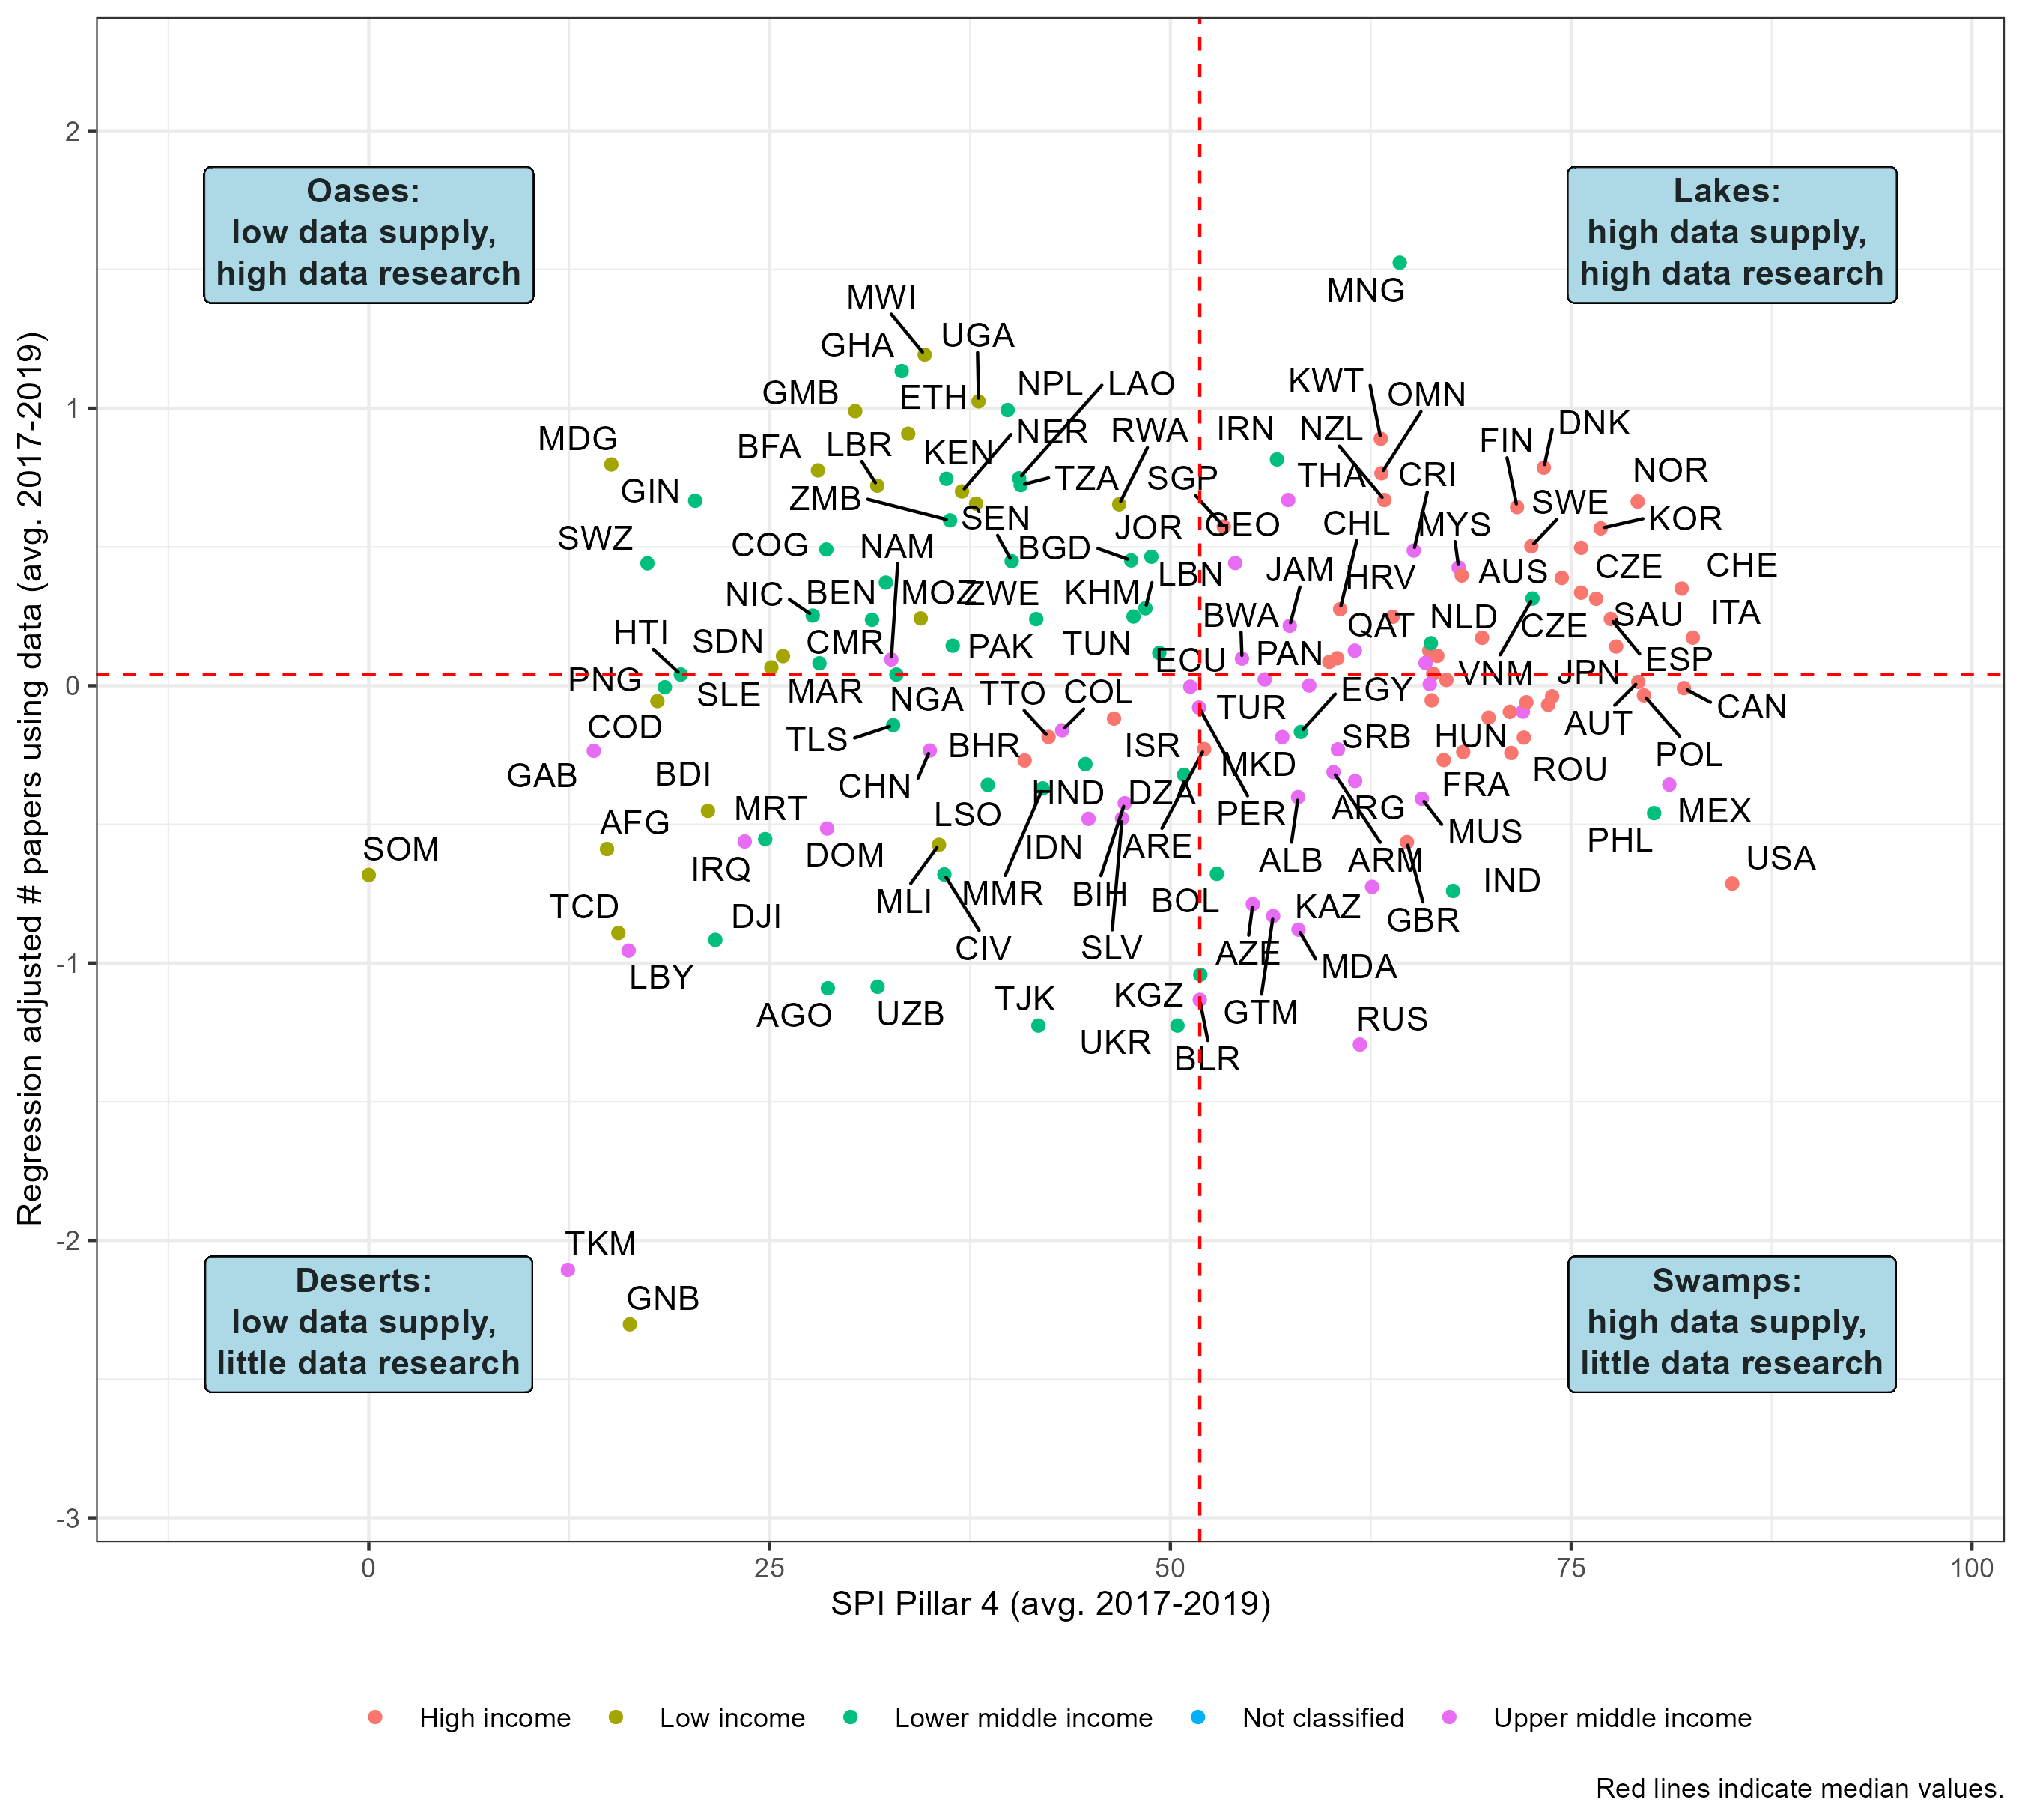 2
Oases:
low data supply,
high data research
Lakes:
high data supply,
high data research
MNG
MWI
UGA
GHA
KWT
OMN
GMB
ETH
NPL
LAO
1
DNK
MDG
BFA
LBR
KEN
NER
RWA
IRN
NZL
FIN
GIN
ZMB
TZA
SGP
THA
CRI
NOR
SWZ
COG
NAM
SEN
BGD
JOR
GEO
CHL
MYS
SWE
KOR
NIC
BEN
MOZ
ZWE
KHM
LBN
JAM
HRV
AUS
CZE
CHE
HTI
SDN
CMR
PAK
TUN
BWA
QAT
NLD
CZE
SAU
ITA
PNG
SLE
MAR
NGA
ECU
PAN
VNM
JPN
ESP
0
COD
TLS
TTO
COL
TUR
EGY
AUT
CAN
GAB
BDI
CHN
BHR
ISR
MKD
SRB
HUN
ROU
POL
AFG
MRT
LSO
HND
DZA
PER
ARG
FRA
MUS
MEX
SOM
IRQ
DOM
IDN
ARE
ALB
ARM
PHL
USA
TCD
DJI
MLI
MMR
BIH
BOL
KAZ
GBR
IND
-1
LBY
CIV
SLV
AZE
MDA
AGO
UZB
TJK
KGZ
GTM
RUS
UKR
BLR
-2
TKM
GNB
Deserts:
low data supply,
little data research
Swamps:
high data supply,
little data research
-3
Regression adjusted # papers using data (avg. 2017-2019)
0
25
50
75
100
SPI Pillar 4 (avg. 2017-2019)
High income
Low income
Lower middle income
Not classified
Upper middle income
Red lines indicate median values.